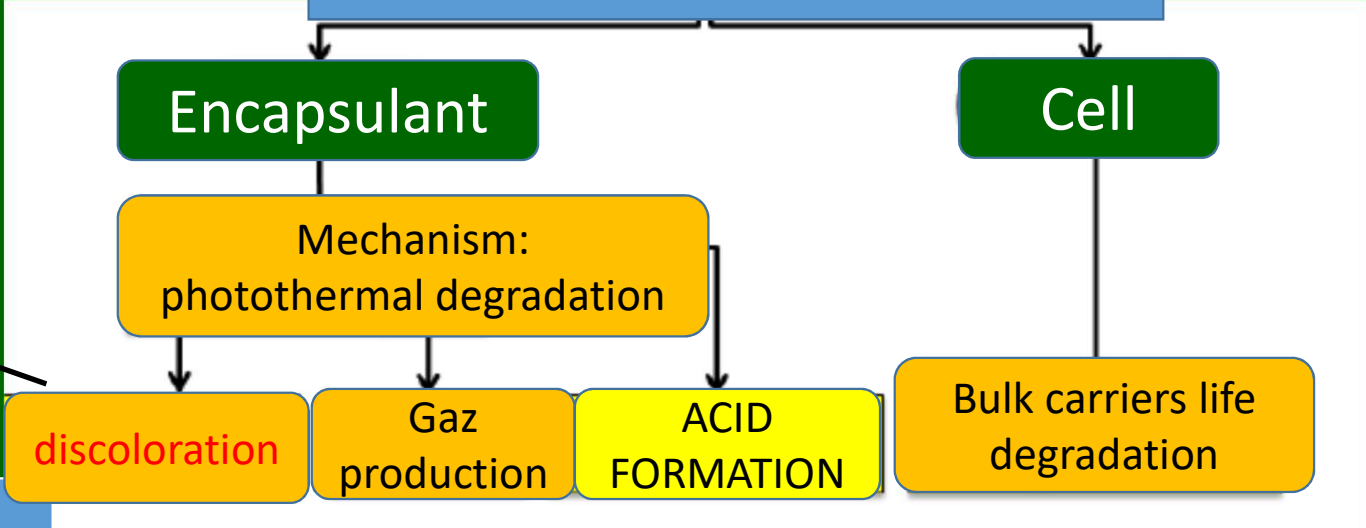 Encapsulant
Cell
Mechanism:
photothermal degradation
discoloration
Gaz
production
ACID
FORMATION
Bulk carriers life
degradation